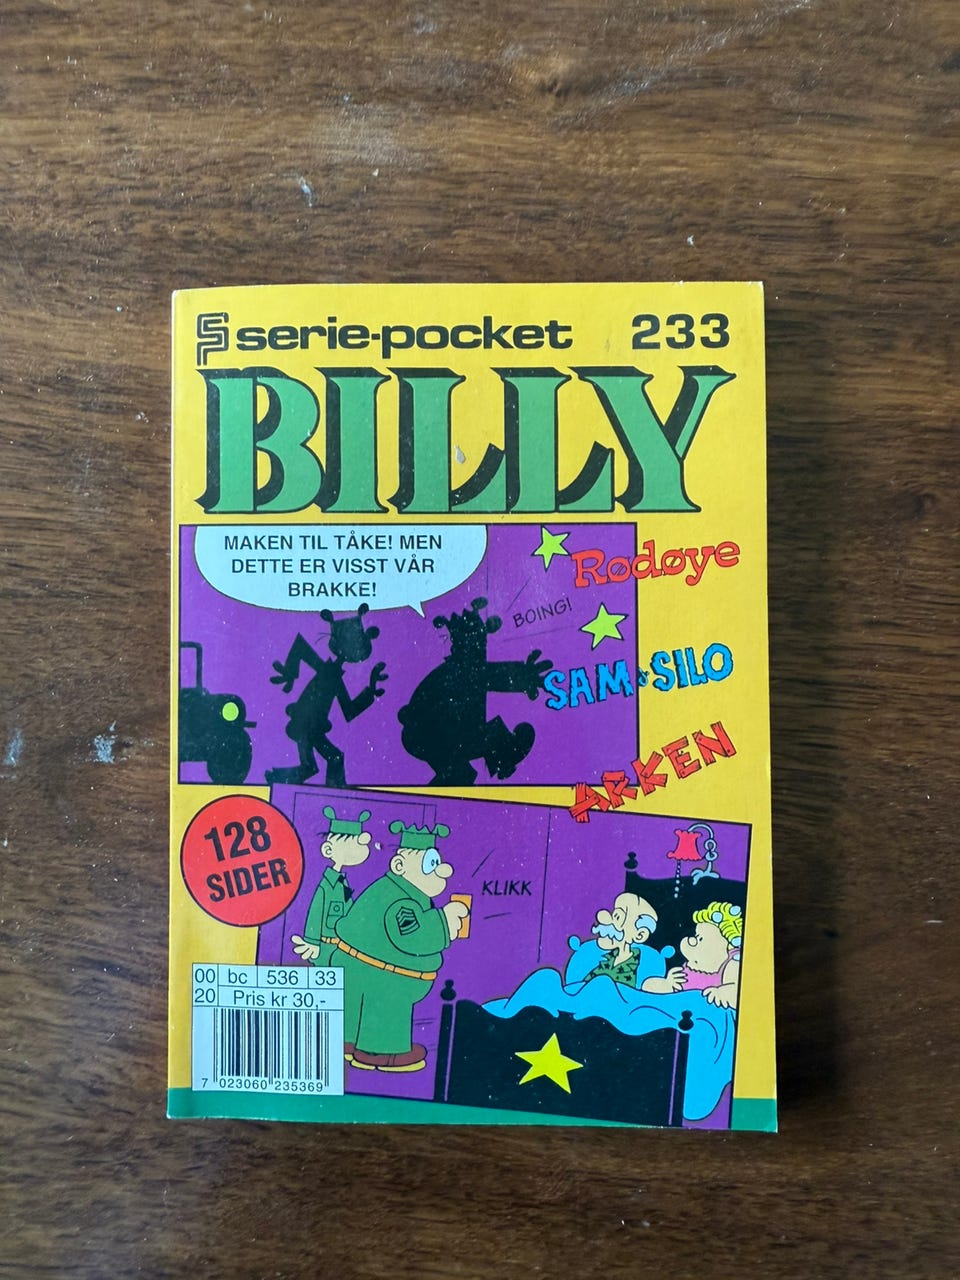 serie-pocket 233
BILLY
MAKEN TIL TÅKE! MEN
DETTE ER VISST VÅR
BRAKKE!
BOING!
Rødøye
SAM & SILO
ARKEN
128
SIDER
KLIKK
00 bc 536 33
20 Pris kr 30,-
7 023060 235369